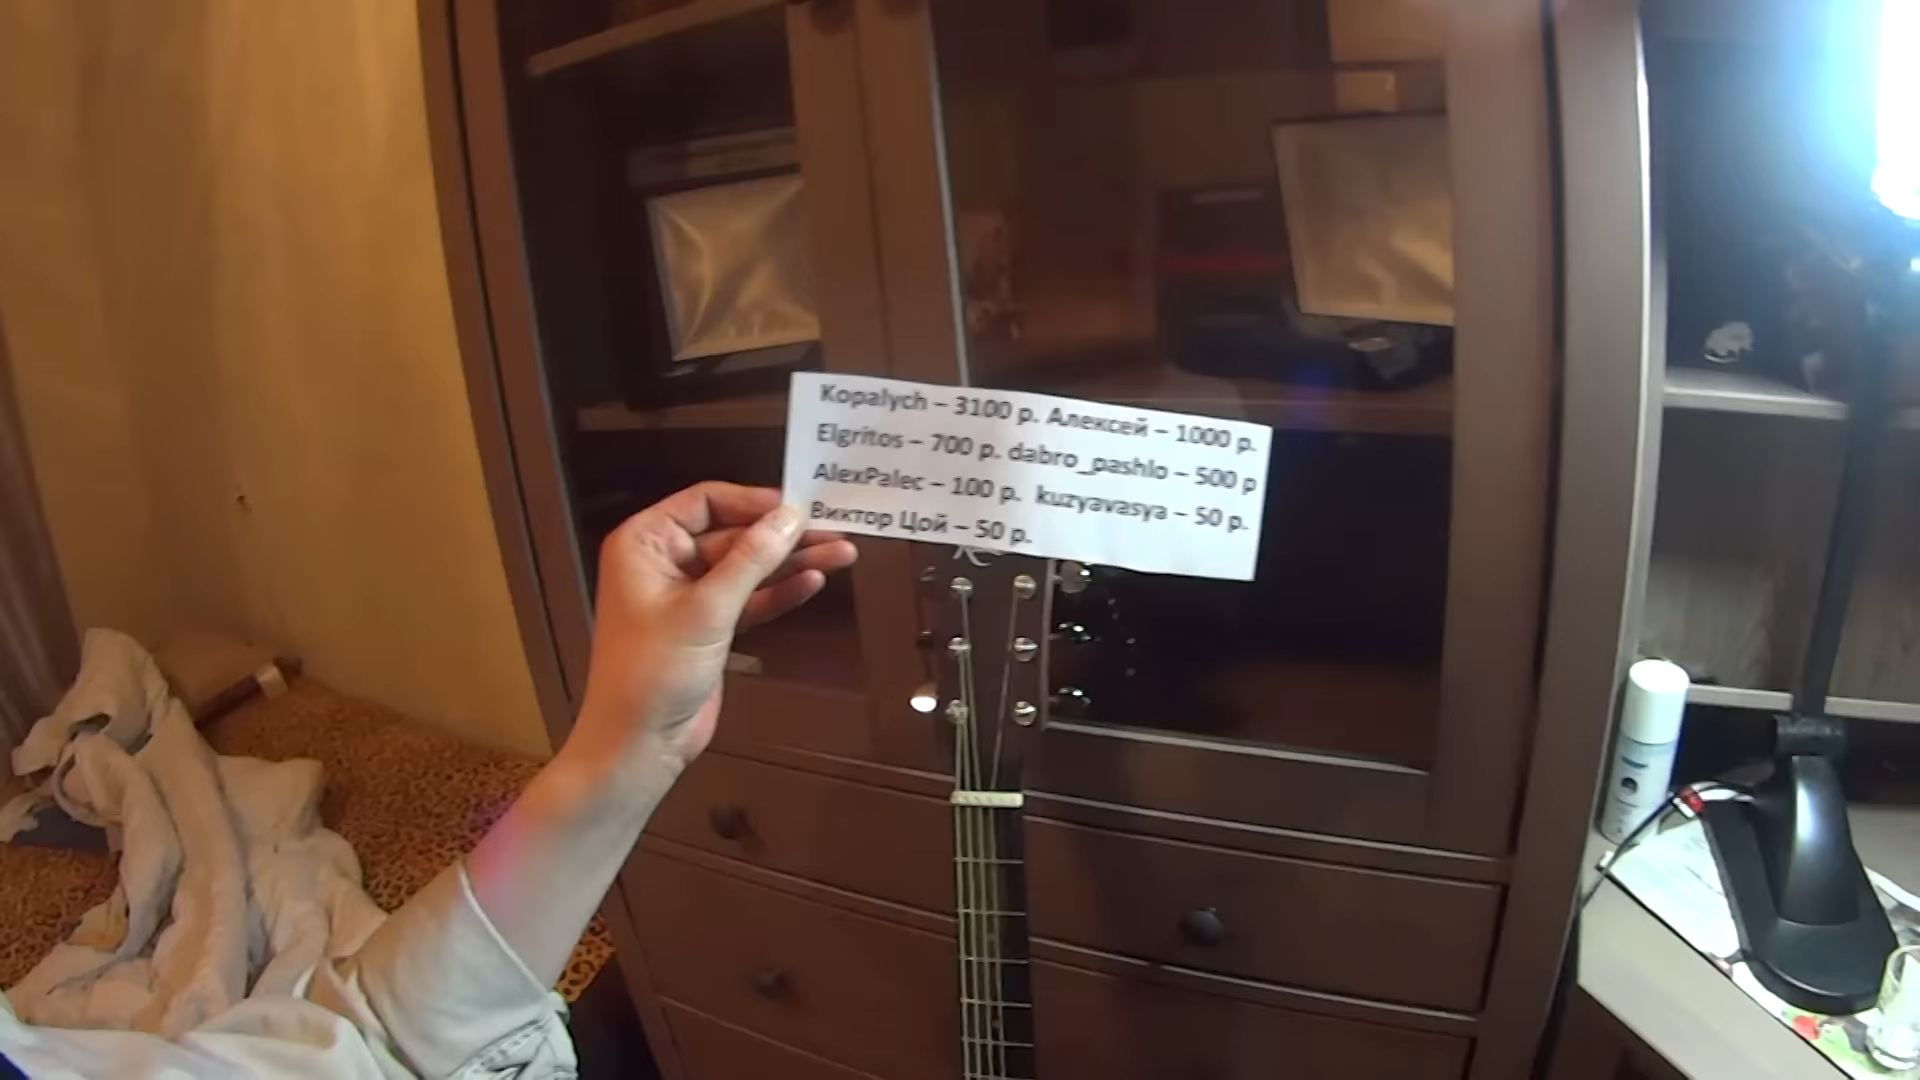 Kopalych – 3100 р. Алексей – 1000 р.
Elgritos – 700 р. dabro_pashlo – 500 р
AlexPalec – 100 р. kuzyavasya – 50 р.
Виктор Цой – 50 р.